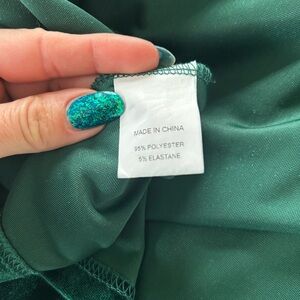 MADE IN CHINA
95% POLYESTER
5% ELASTANE